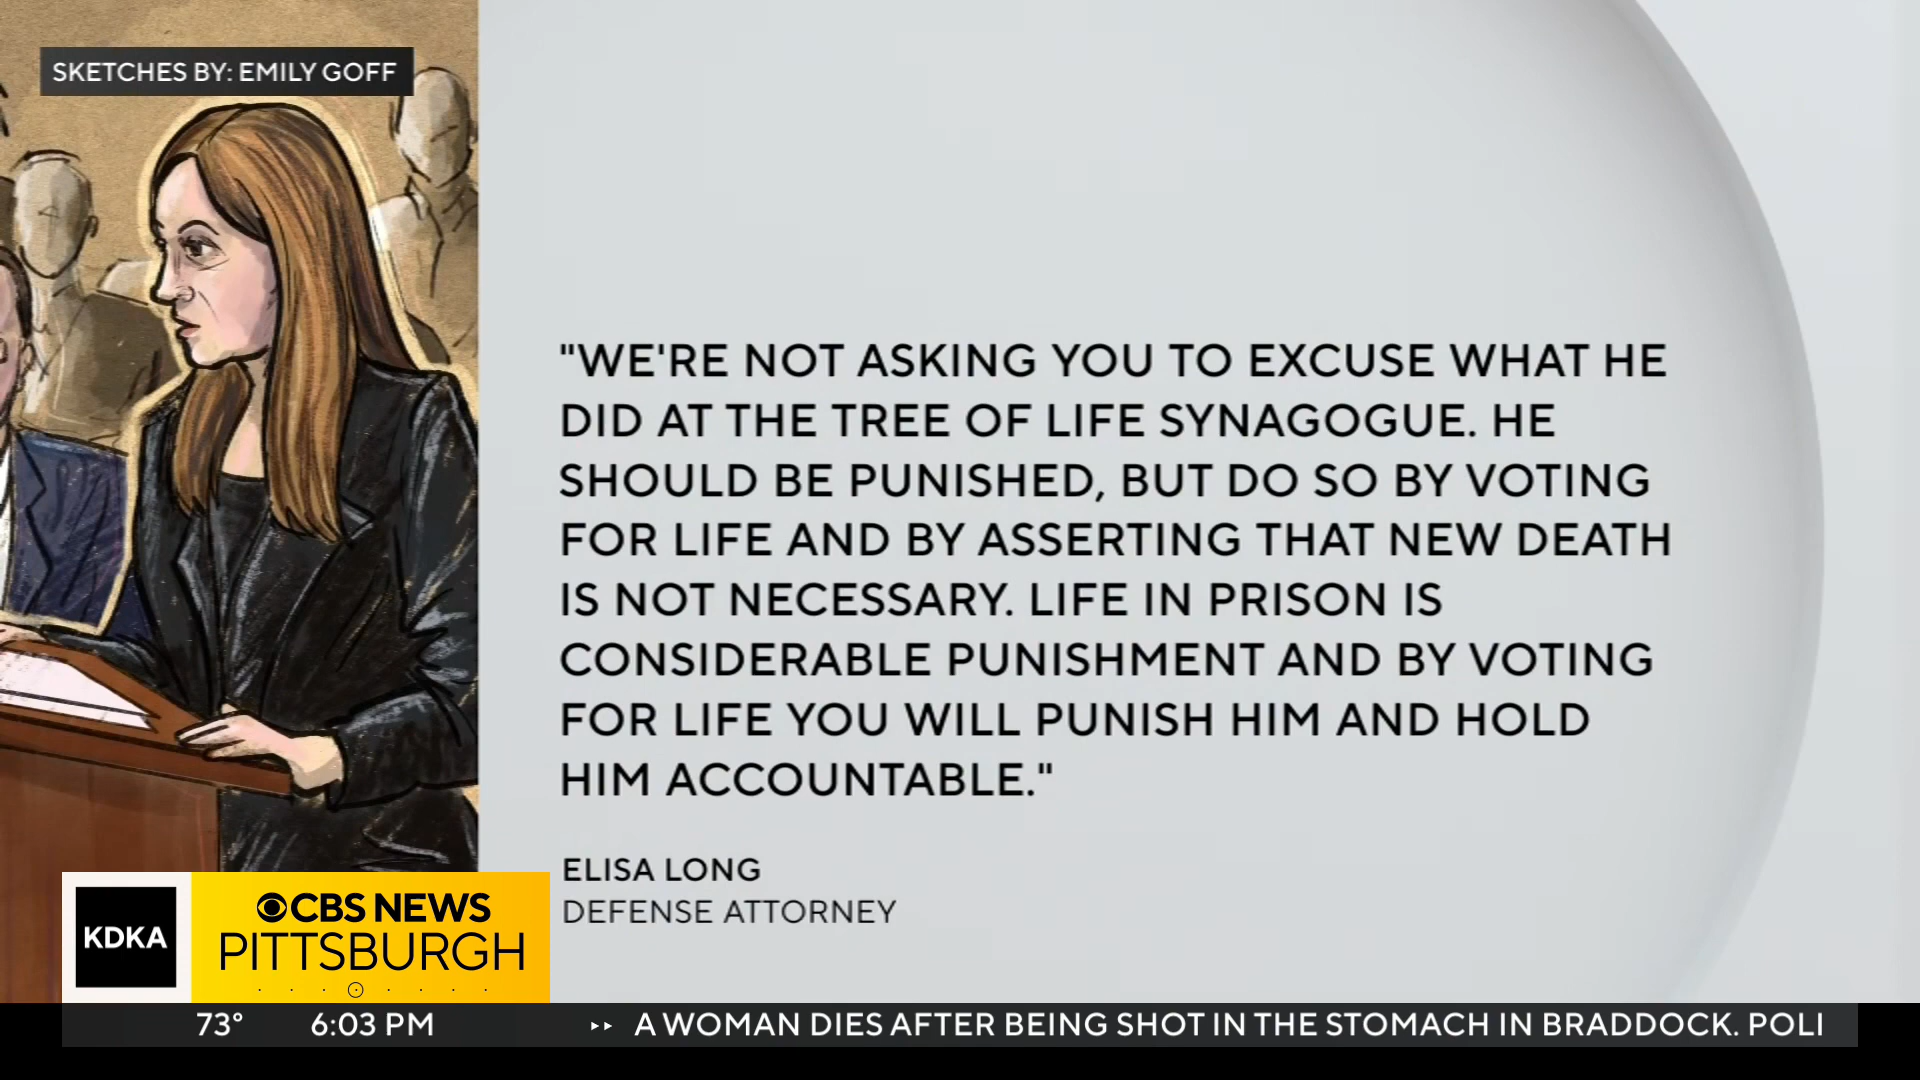 SKETCHES BY: EMILY GOFF
"WE'RE NOT ASKING YOU TO EXCUSE WHAT HE
DID AT THE TREE OF LIFE SYNAGOGUE. HE
SHOULD BE PUNISHED, BUT DO SO BY VOTING
FOR LIFE AND BY ASSERTING THAT NEW DEATH
IS NOT NECESSARY. LIFE IN PRISON IS
CONSIDERABLE PUNISHMENT AND BY VOTING
FOR LIFE YOU WILL PUNISH HIM AND HOLD
HIM ACCOUNTABLE."
ELISA LONG
DEFENSE ATTORNEY
KDKA
CBS NEWS
PITTSBURGH
73° 6:03 PM A WOMAN DIES AFTER BEING SHOT IN THE STOMACH IN BRADDOCK. POLI